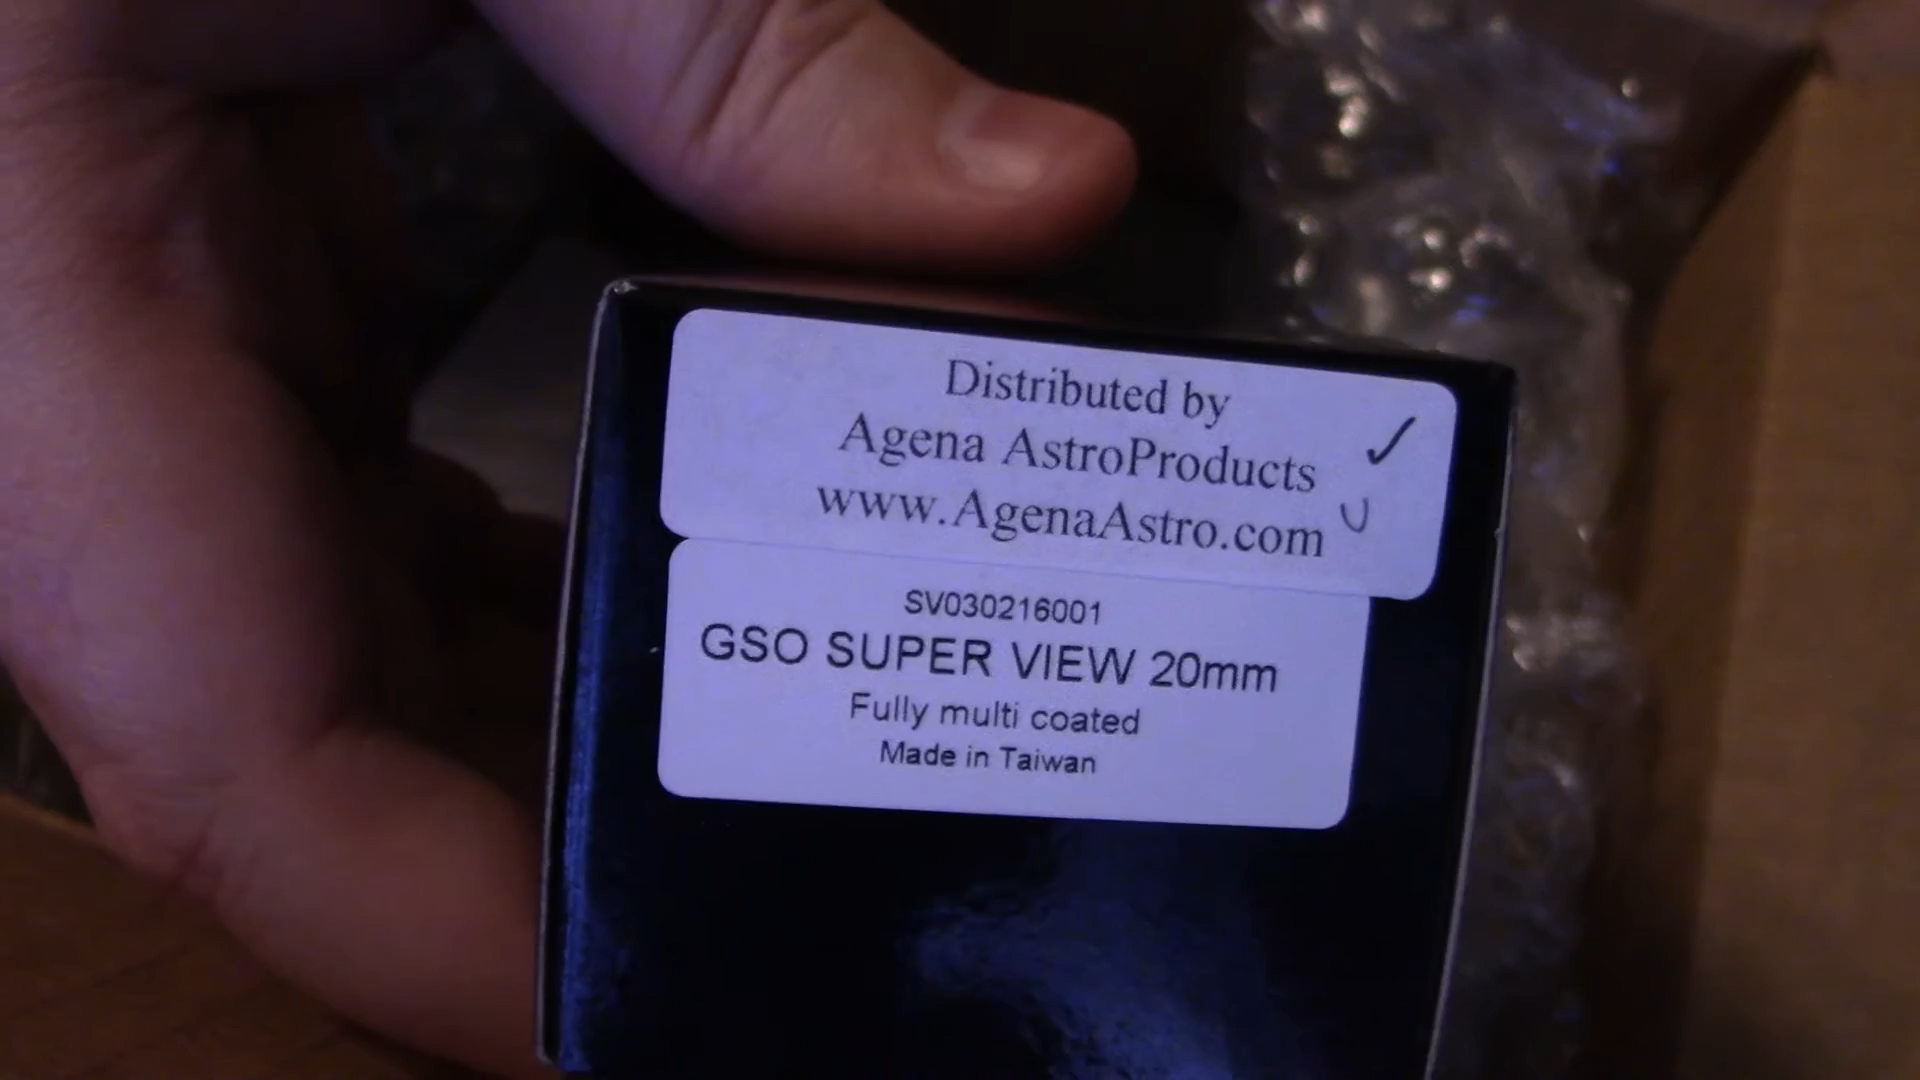 Distributed by
Agena AstroProducts
www.AgenaAstro.com
SV030216001
GSO SUPER VIEW 20mm
Fully multi coated
Made in Taiwan